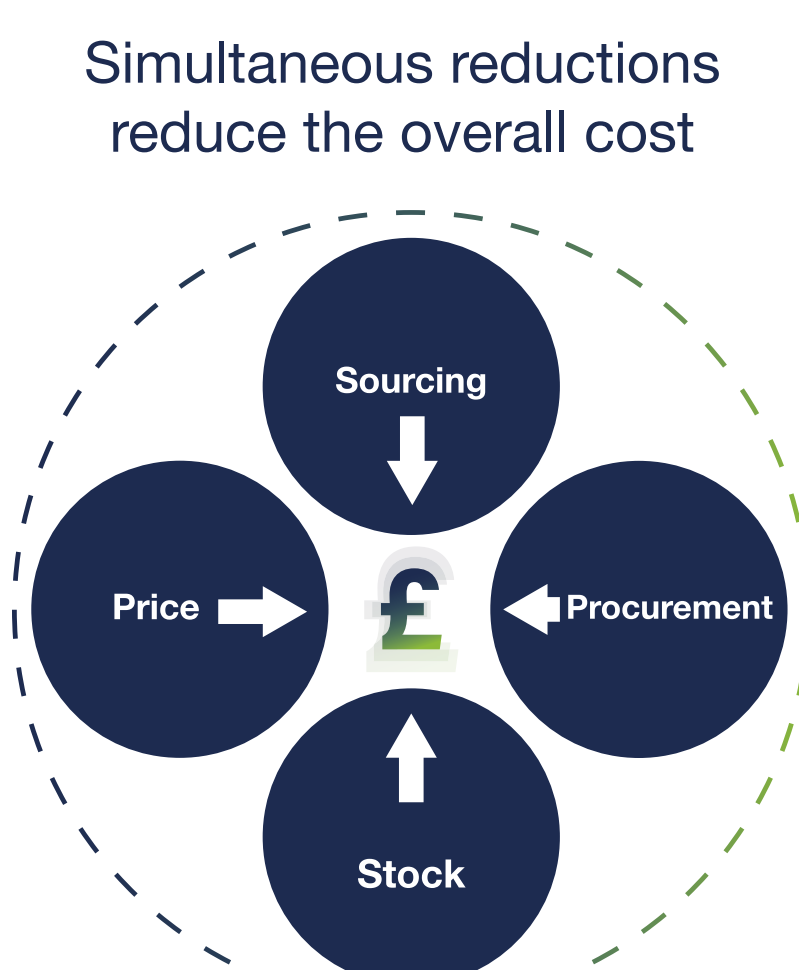 Simultaneous reductions
reduce the overall cost
Sourcing
Price
£
Procurement
Stock